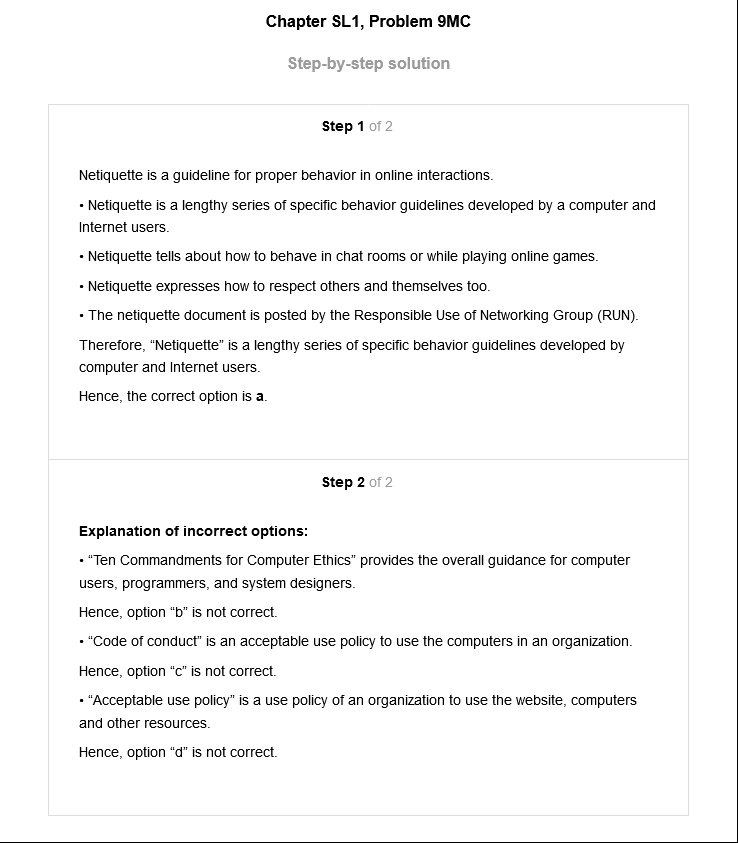 Chapter SL1, Problem 9MC
Step-by-step solution
Step 1 of 2
Netiquette is a guideline for proper behavior in online interactions.
• Netiquette is a lengthy series of specific behavior guidelines developed by a computer and
Internet users.
• Netiquette tells about how to behave in chat rooms or while playing online games.
• Netiquette expresses how to respect others and themselves too.
• The netiquette document is posted by the Responsible Use of Networking Group (RUN).
Therefore, “Netiquette” is a lengthy series of specific behavior guidelines developed by
computer and Internet users.
Hence, the correct option is a.
Step 2 of 2
Explanation of incorrect options:
• “Ten Commandments for Computer Ethics” provides the overall guidance for computer
users, programmers, and system designers.
Hence, option “b” is not correct.
• “Code of conduct” is an acceptable use policy to use the computers in an organization.
Hence, option “c” is not correct.
• “Acceptable use policy” is a use policy of an organization to use the website, computers
and other resources.
Hence, option “d” is not correct.